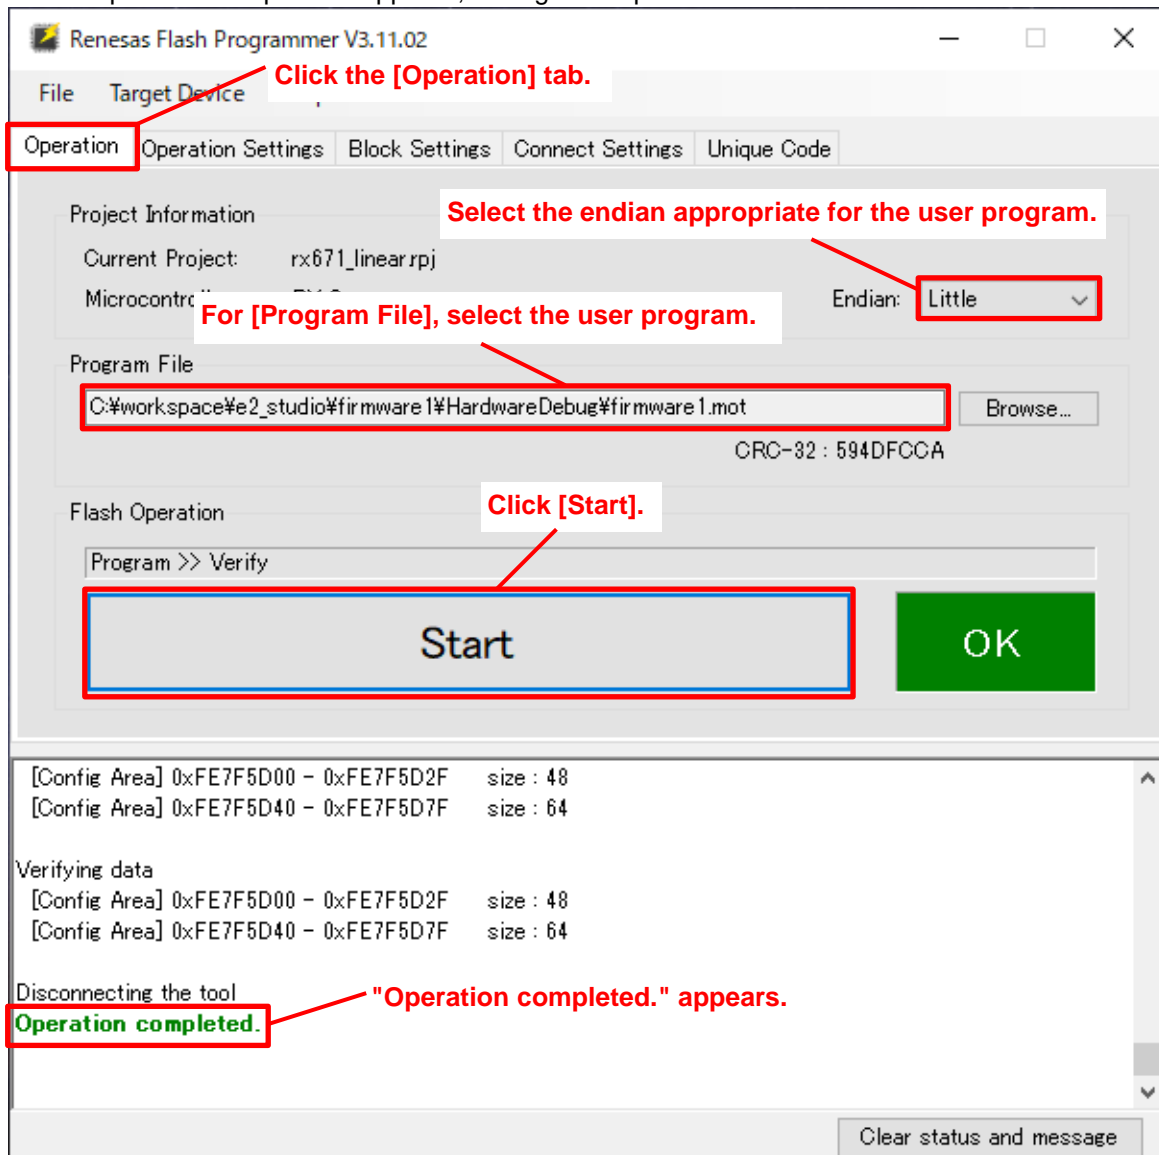 Renesas Flash Programmer V3.11.02
Click the [Operation] tab.
File Target Device
Operation Operation Settings Block Settings Connect Settings Unique Code
Project Information
Select the endian appropriate for the user program.
Current Project: rx671_linear.rpj
Endian: Little
For [Program File], select the user program.
Program File
C:¥workspace¥e2_studio¥firmware1¥HardwareDebug¥firmware1.mot Browse...
CRC-32 : 594DFCCA
Click [Start].
Flash Operation
Program >> Verify
Start OK
[Config Area] 0xFE7F5D00 - 0xFE7F5D2F size : 48
[Config Area] 0xFE7F5D40 - 0xFE7F5D7F size : 64
Verifying data
[Config Area] 0xFE7F5D00 - 0xFE7F5D2F size : 48
[Config Area] 0xFE7F5D40 - 0xFE7F5D7F size : 64
Disconnecting the tool
"Operation completed." appears.
Operation completed.
Clear status and message